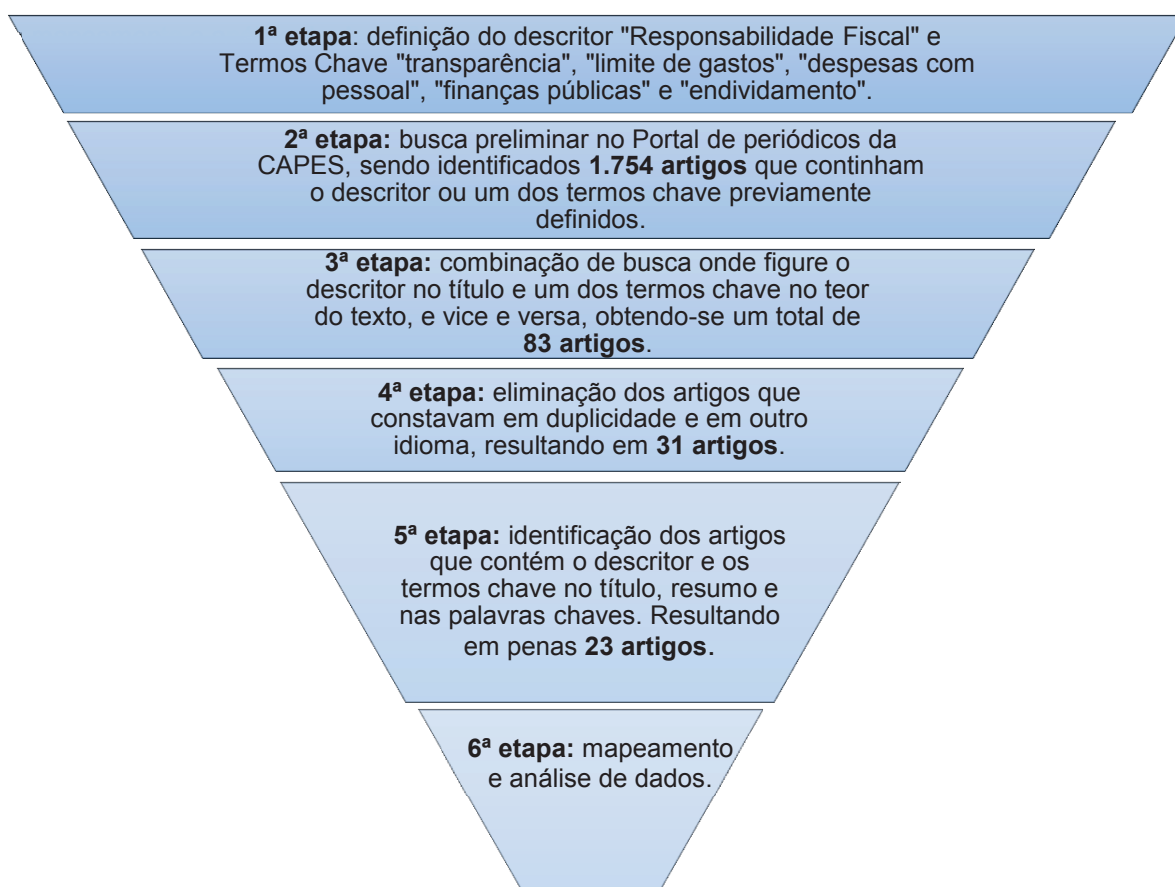 1ª etapa: definição do descritor "Responsabilidade Fiscal" e
Termos Chave "transparência", "limite de gastos", "despesas com
pessoal", "finanças públicas" e "endividamento".
2ª etapa: busca preliminar no Portal de periódicos da
CAPES, sendo identificados 1.754 artigos que continham
o descritor ou um dos termos chave previamente
definidos.
3ª etapa: combinação de busca onde figure o
descritor no título e um dos termos chave no teor
do texto, e vice e versa, obtendo-se um total de
83 artigos.
4ª etapa: eliminação dos artigos que
constavam em duplicidade e em outro
idioma, resultando em 31 artigos.
5ª etapa: identificação dos artigos
que contém o descritor e os
termos chave no título, resumo e
nas palavras chaves. Resultando
em penas 23 artigos.
6ª etapa: mapeamento
e análise de dados.